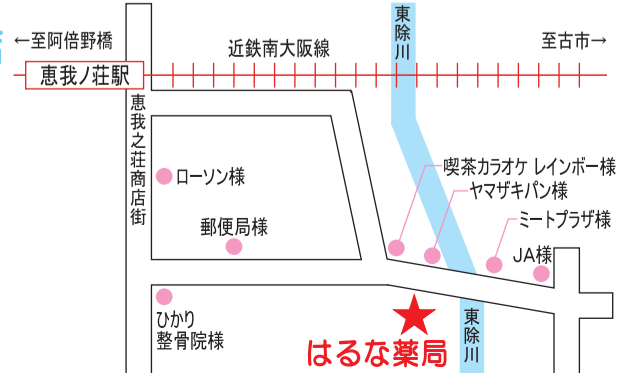 ←至阿倍野橋
近鉄南大阪線
東除川
至古市→
恵我ノ荘駅
恵我之荘商店街
ローソン様
郵便局様
喫茶カラオケ レインボー様
ヤマザキパン様
ミートプラザ様
JA様
ひかり
整骨院様
はるな薬局
東除川